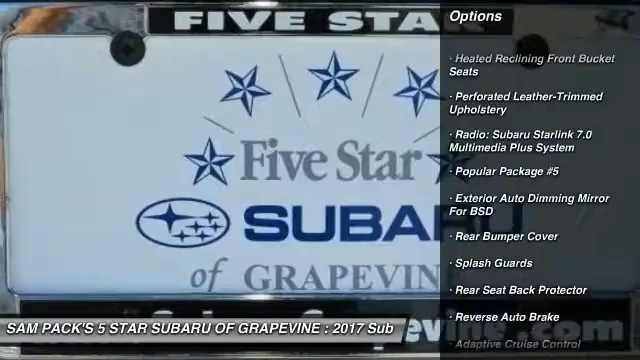 FIVE STAR
Options
· Heated Reclining Front Bucket
Seats
· Perforated Leather-Trimmed
Upholstery
· Radio: Subaru Starlink 7.0
Multimedia Plus System
· Popular Package #5
· Exterior Auto Dimming Mirror
For BSD
· Rear Bumper Cover
· Splash Guards
· Rear Seat Back Protector
· Reverse Auto Brake
· Adaptive Cruise Control
Five Star
SUBARU
of GRAPEVINE
SAM PACK'S 5 STAR SUBARU OF GRAPEVINE : 2017 Sub